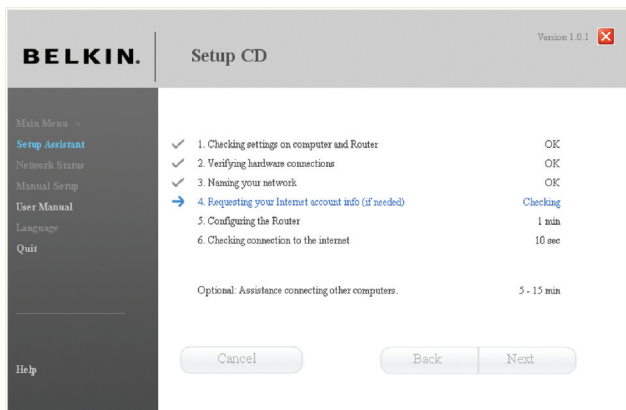 BELKIN.
Setup CD
Version 1.0.1
Main Menu >
Setup Assistant
Network Status
Manual Setup
User Manual
Language
Quit
Help
1. Checking settings on computer and Router OK
2. Verifying hardware connections OK
3. Naming your network OK
4. Requesting your Internet account info (if needed) Checking
5. Configuring the Router 1 min
6. Checking connection to the internet 10 sec
Optional: Assistance connecting other computers. 5 - 15 min
Cancel
Back
Next